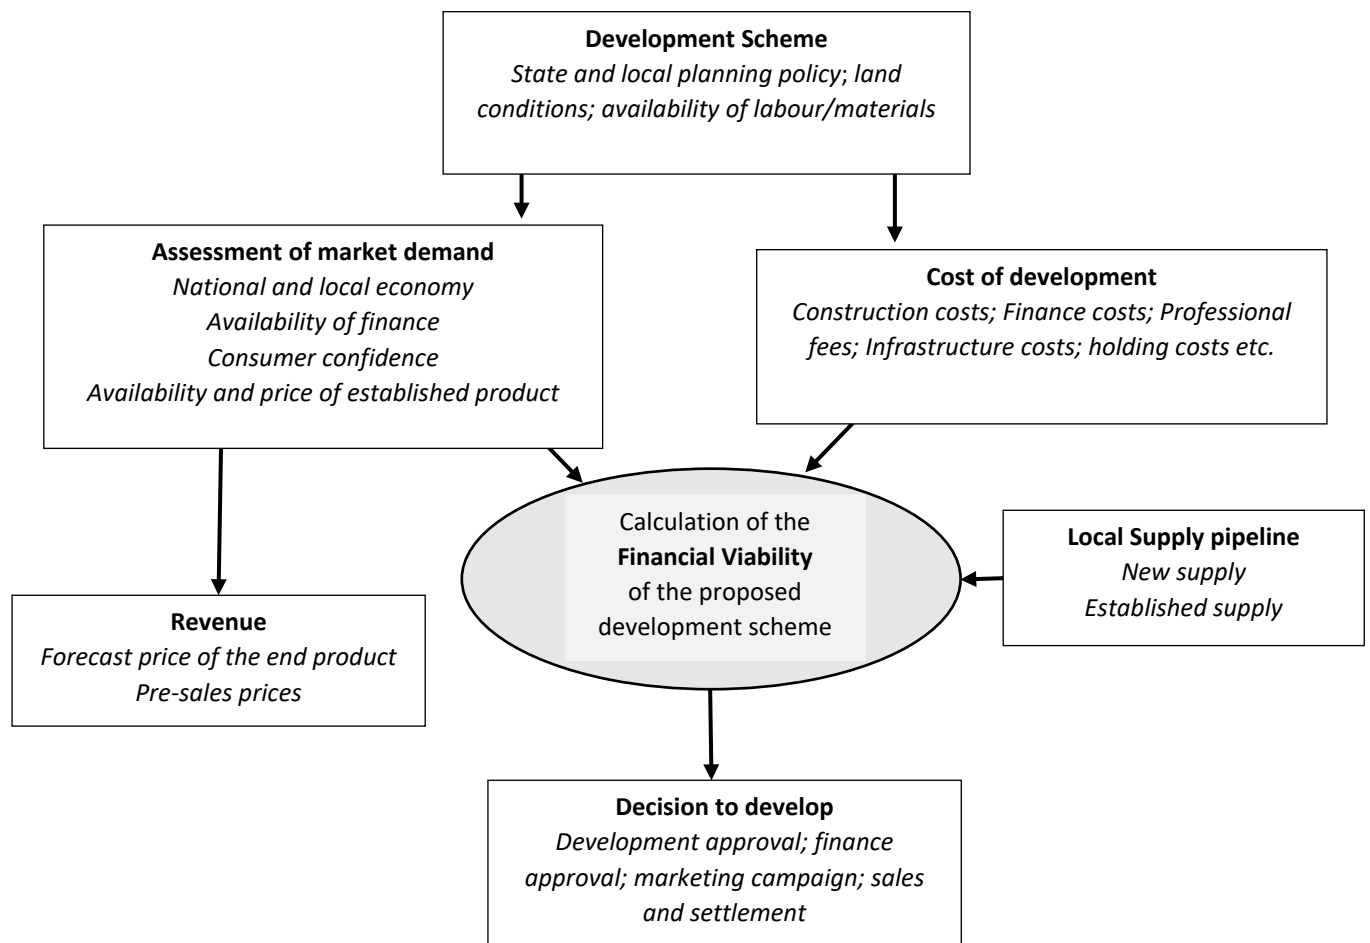 Development Scheme
State and local planning policy; land
conditions; availability of labour/materials
Assessment of market demand
National and local economy
Availability of finance
Consumer confidence
Availability and price of established product
Cost of development
Construction costs; Finance costs; Professional
fees; Infrastructure costs; holding costs etc.
Calculation of the
Financial Viability
of the proposed
development scheme
Local Supply pipeline
New supply
Established supply
Revenue
Forecast price of the end product
Pre-sales prices
Decision to develop
Development approval; finance
approval; marketing campaign; sales
and settlement